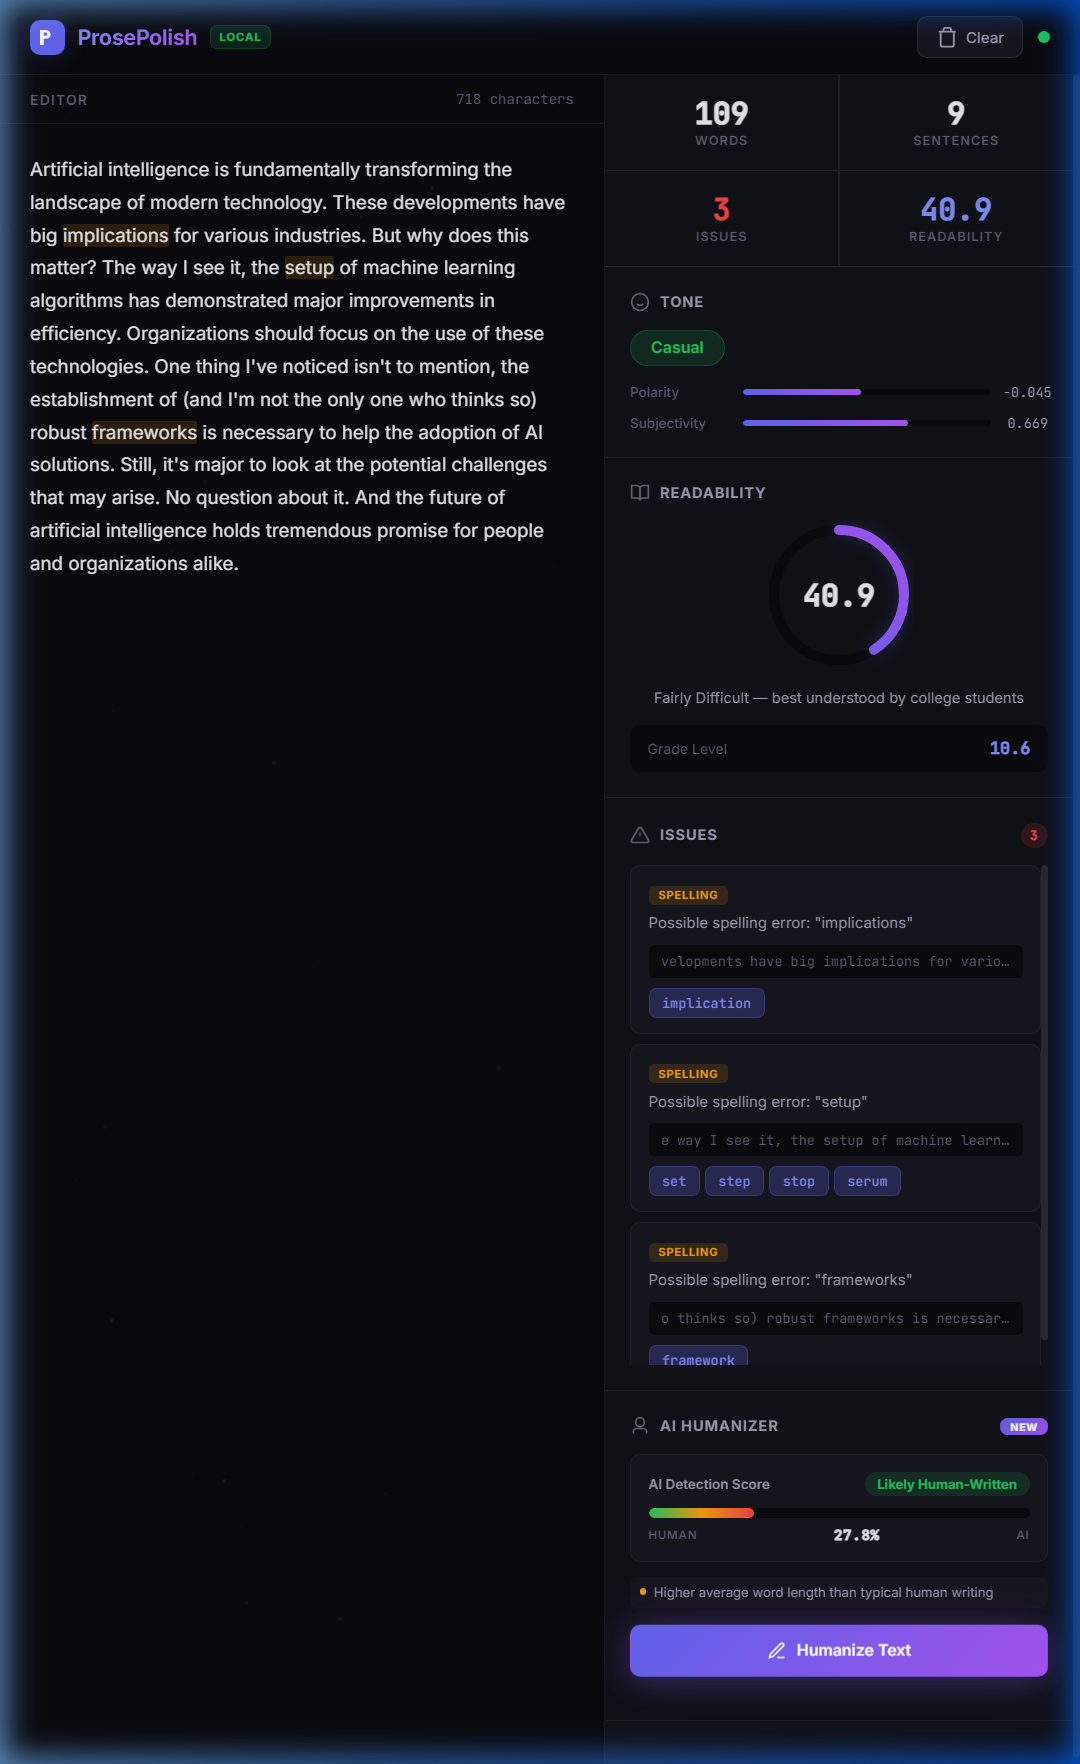 P ProsePolish LOCAL
Clear
EDITOR 718 characters
Artificial intelligence is fundamentally transforming the
landscape of modern technology. These developments have
big implications for various industries. But why does this
matter? The way I see it, the setup of machine learning
algorithms has demonstrated major improvements in
efficiency. Organizations should focus on the use of these
technologies. One thing I've noticed isn't to mention, the
establishment of (and I'm not the only one who thinks so)
robust frameworks is necessary to help the adoption of AI
solutions. Still, it's major to look at the potential challenges
that may arise. No question about it. And the future of
artificial intelligence holds tremendous promise for people
and organizations alike.
109
WORDS
9
SENTENCES
3
ISSUES
40.9
READABILITY
TONE
Casual
Polarity -0.045
Subjectivity 0.669
READABILITY
40.9
Fairly Difficult — best understood by college students
Grade Level 10.6
ISSUES 3
SPELLING
Possible spelling error: "implications"
velopments have big implications for vario…
implication
SPELLING
Possible spelling error: "setup"
e way I see it, the setup of machine learn…
set step stop serum
SPELLING
Possible spelling error: "frameworks"
o thinks so) robust frameworks is necessar…
framework
AI HUMANIZER NEW
AI Detection Score Likely Human-Written
HUMAN 27.8% AI
Higher average word length than typical human writing
Humanize Text